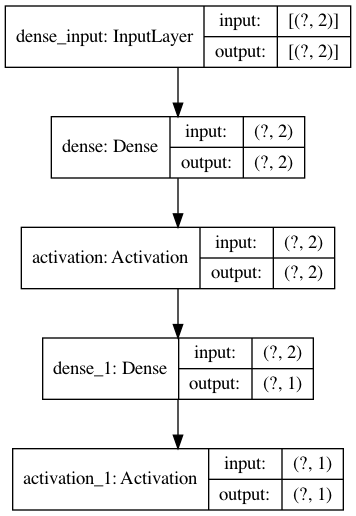 dense_input: InputLayer
input: [(?, 2)]
output: [(?, 2)]
dense: Dense
input: (?, 2)
output: (?, 2)
activation: Activation
input: (?, 2)
output: (?, 2)
dense_1: Dense
input: (?, 2)
output: (?, 1)
activation_1: Activation
input: (?, 1)
output: (?, 1)